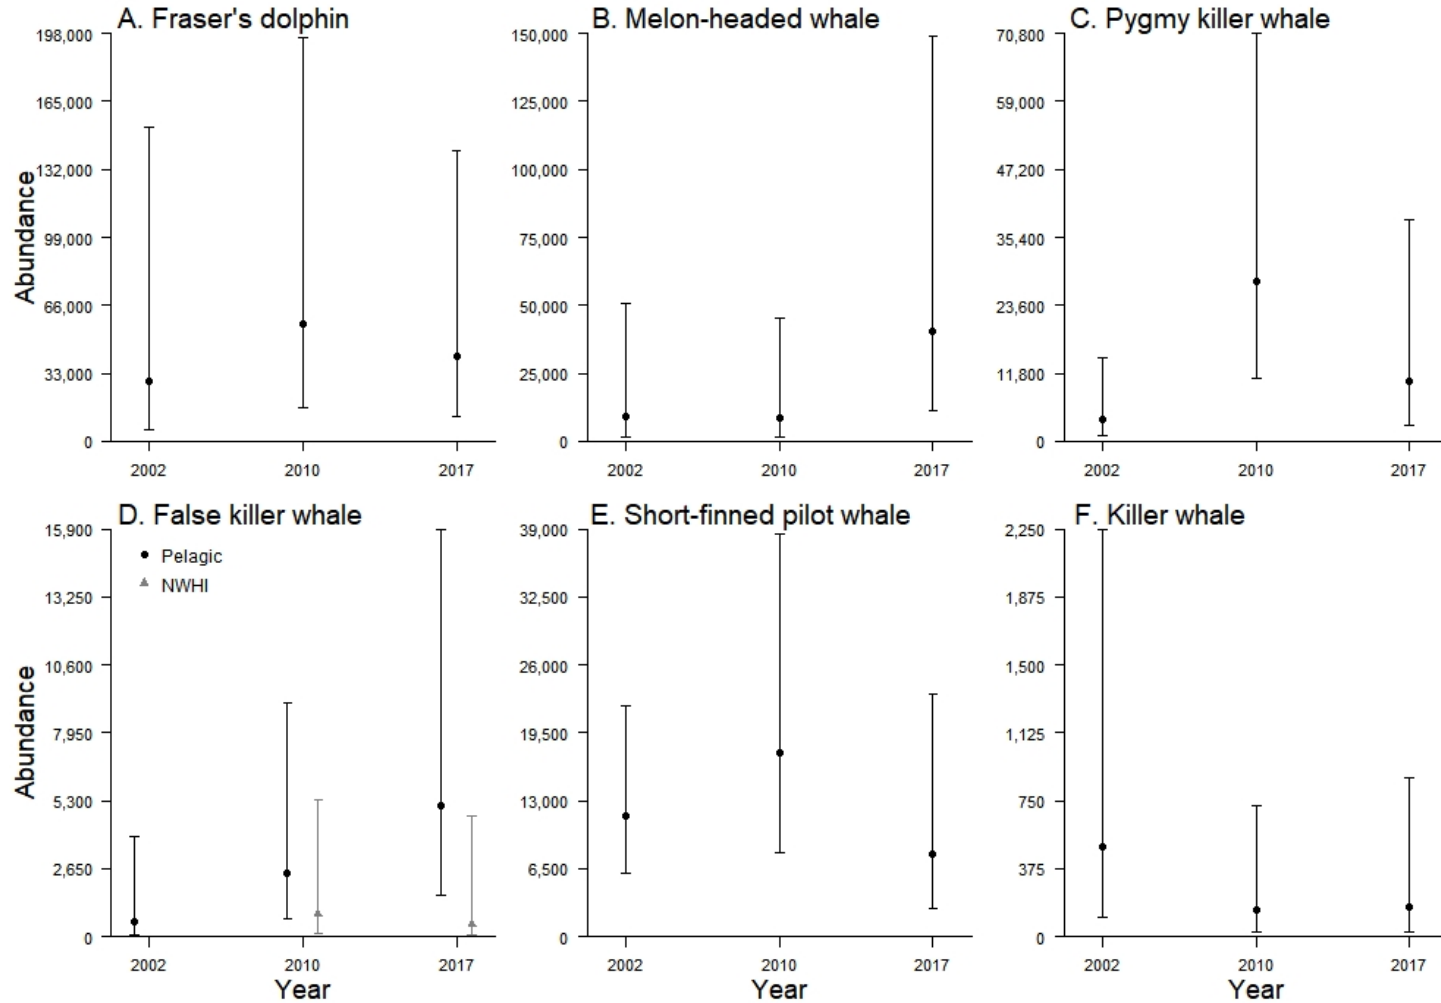 A. Fraser's dolphin
198,000
165,000
132,000
99,000
66,000
33,000
0
Abundance
2002 2010 2017
B. Melon-headed whale
150,000
125,000
100,000
75,000
50,000
25,000
0
2002 2010 2017
C. Pygmy killer whale
70,800
59,000
47,200
35,400
23,600
11,800
0
2002 2010 2017
D. False killer whale
Pelagic
NWHI
15,900
13,250
10,600
7,950
5,300
2,650
0
Abundance
2002 2010 2017
Year
E. Short-finned pilot whale
39,000
32,500
26,000
19,500
13,000
6,500
0
2002 2010 2017
Year
F. Killer whale
2,250
1,875
1,500
1,125
750
375
0
2002 2010 2017
Year